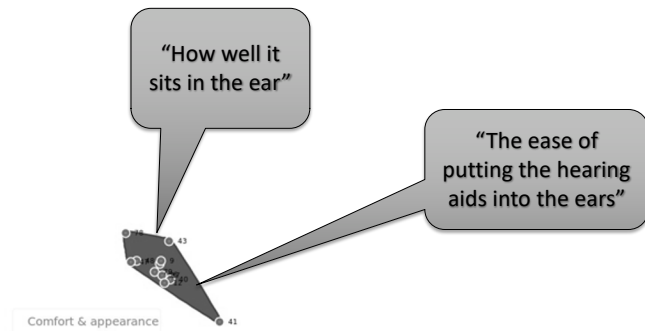 “How well it
sits in the ear”
“The ease of
putting the hearing
aids into the ears”
43
9
41
Comfort & appearance